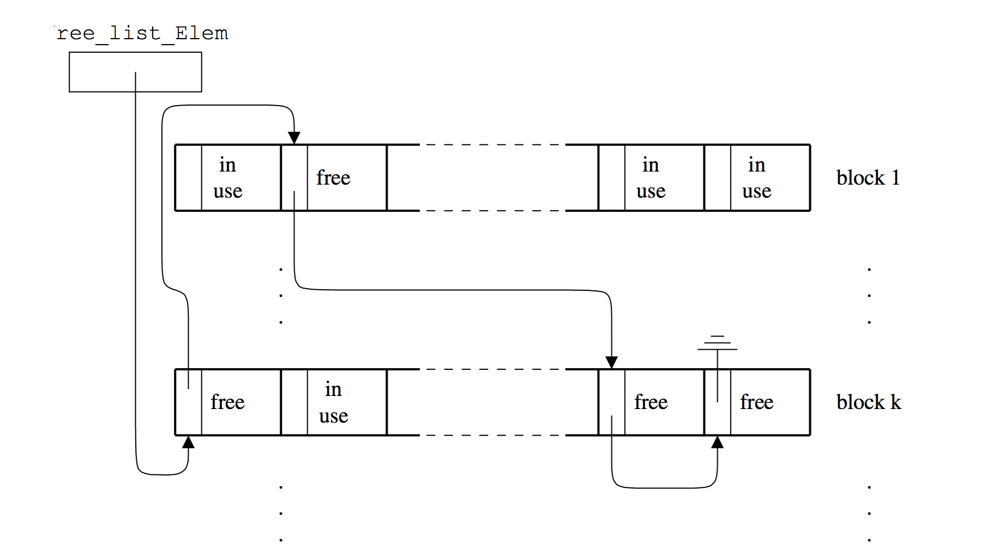 ree_list_Elem
in use
free
in use
in use
block 1
free
in use
free
free
block k